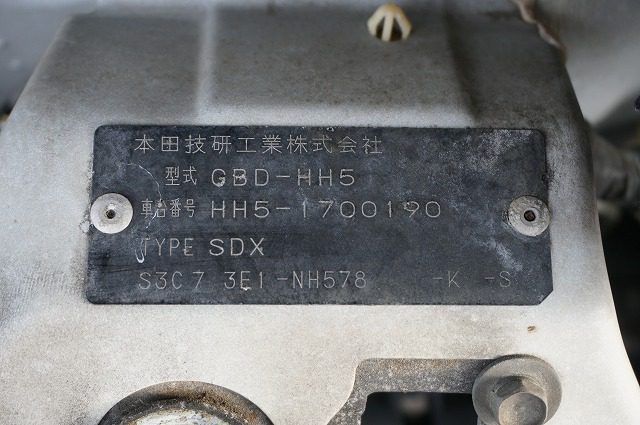 本田技研工業株式会社
型式 GBD-HH5
車台番号 HH5-1700190
TYPE SDX
S3C7 3E1-NH578 -K -S